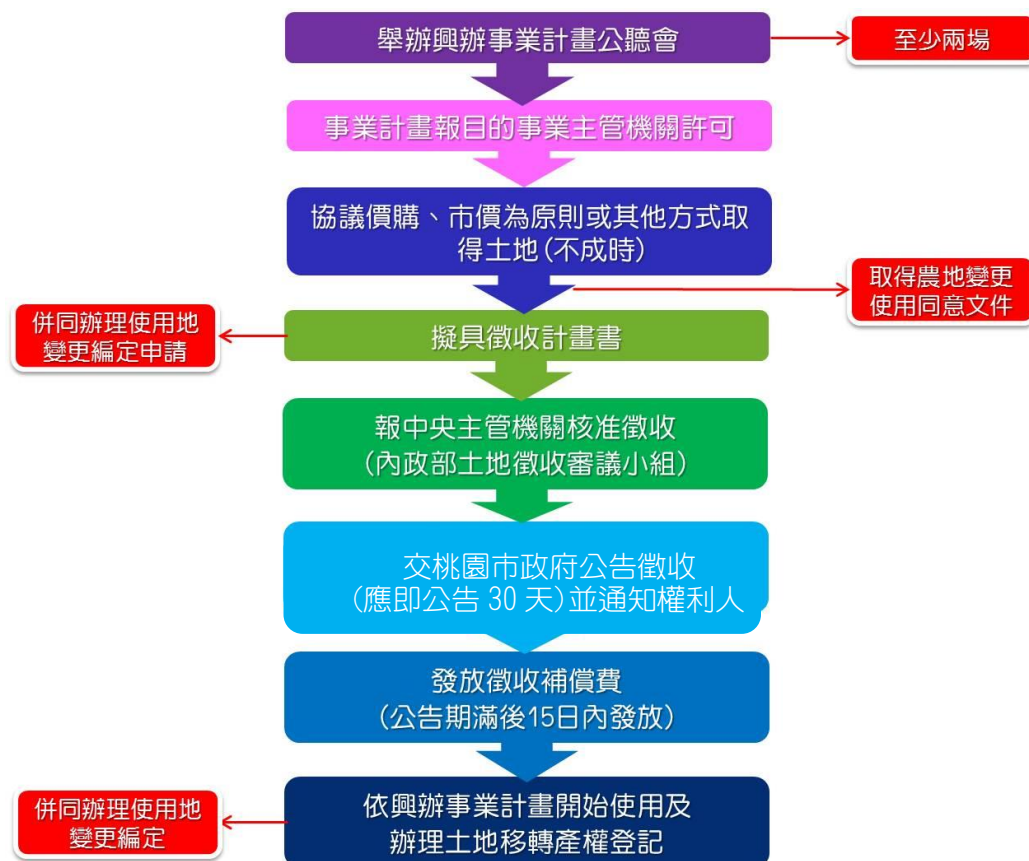 舉辦興辦事業計畫公聽會
至少兩場
事業計畫報目的事業主管機關許可
協議價購、市價為原則或其他方式取
得土地(不成時)
取得農地變更
使用同意文件
併同辦理使用地
變更編定申請
擬具徵收計畫書
報中央主管機關核准徵收
(內政部土地徵收審議小組)
交桃園市政府公告徵收
(應即公告 30 天)並通知權利人
發放徵收補償費
(公告期滿後15日內發放)
併同辦理使用地
變更編定
依興辦事業計畫開始使用及
辦理土地移轉產權登記